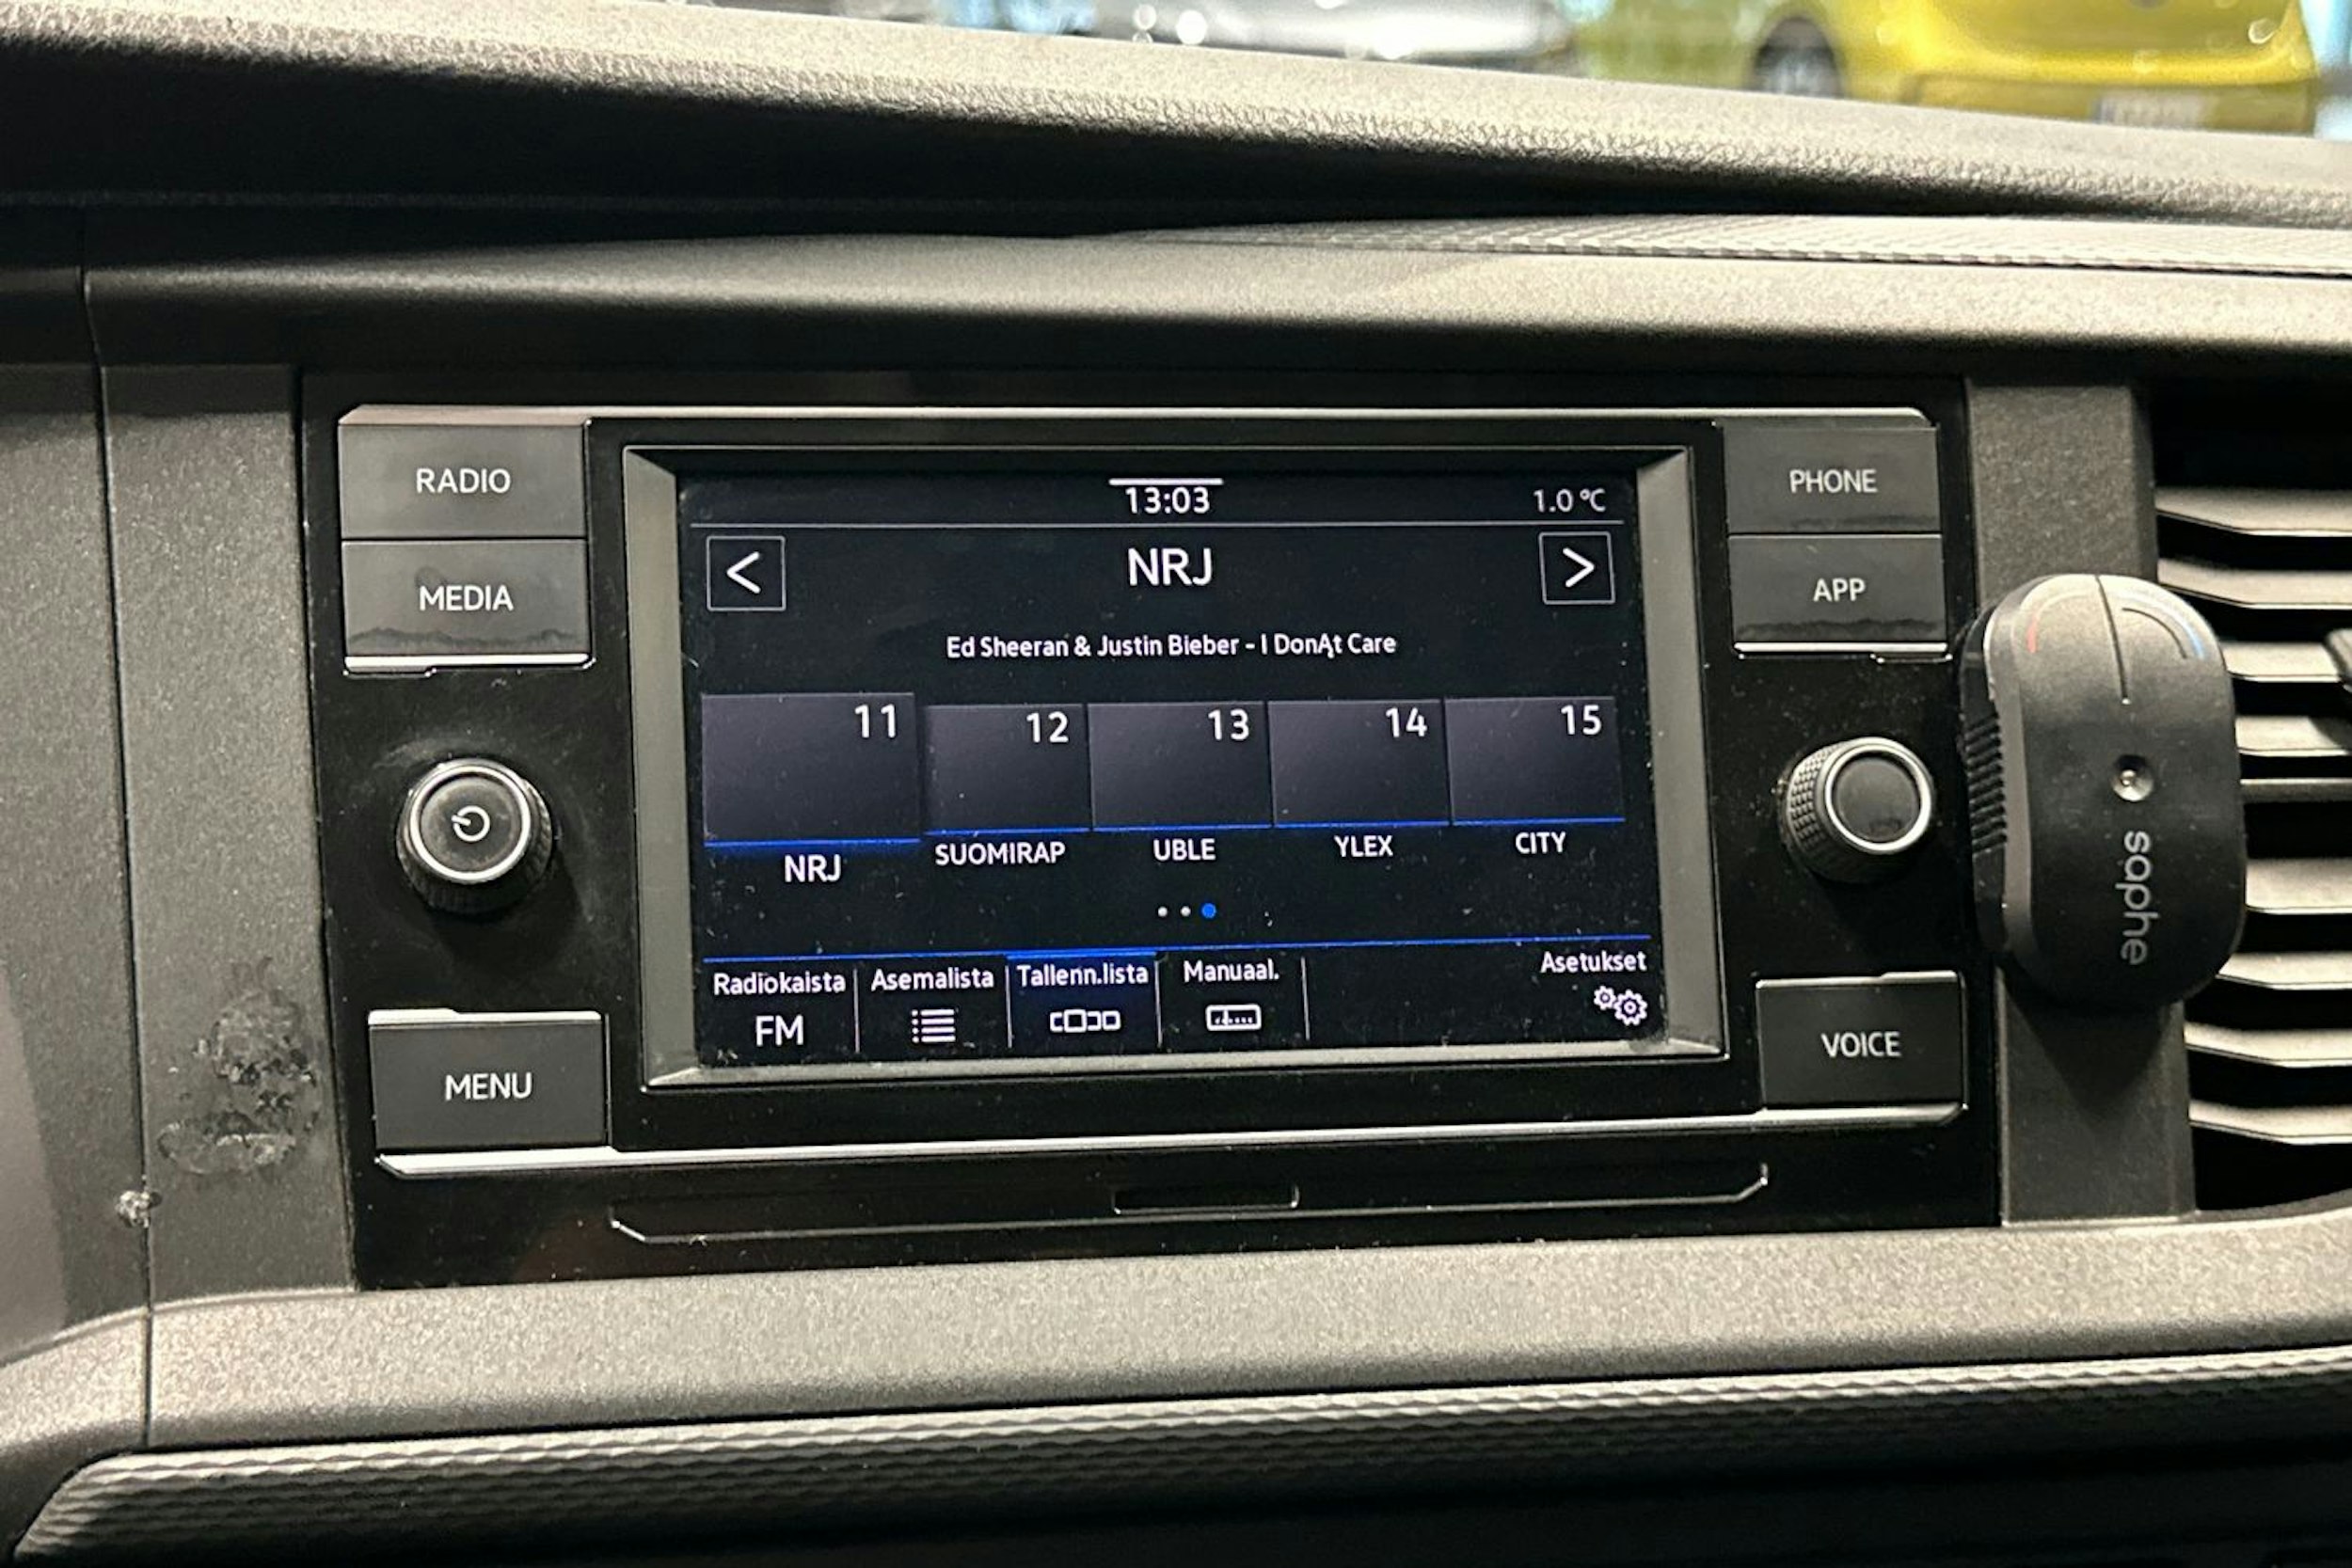 RADIO
MEDIA
MENU
13:03
1.0 °C
<
NRJ
>
Ed Sheeran & Justin Bieber - I DonĄt Care
11
12
13
14
15
NRJ
SUOMIRAP
UBLE
YLEX
CITY
Radiokaista
Asemalista
Tallenn.lista
Manuaal.
Asetukset
FM
PHONE
APP
VOICE
saphe